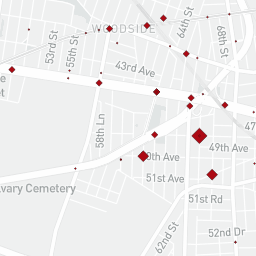 WOODSIDE
64th St
53rd St
55th St
43rd Ave
68th St
58th Ln
49th Ave
51st Ave
Cemetery
51st Rd
52nd Dr
62nd St